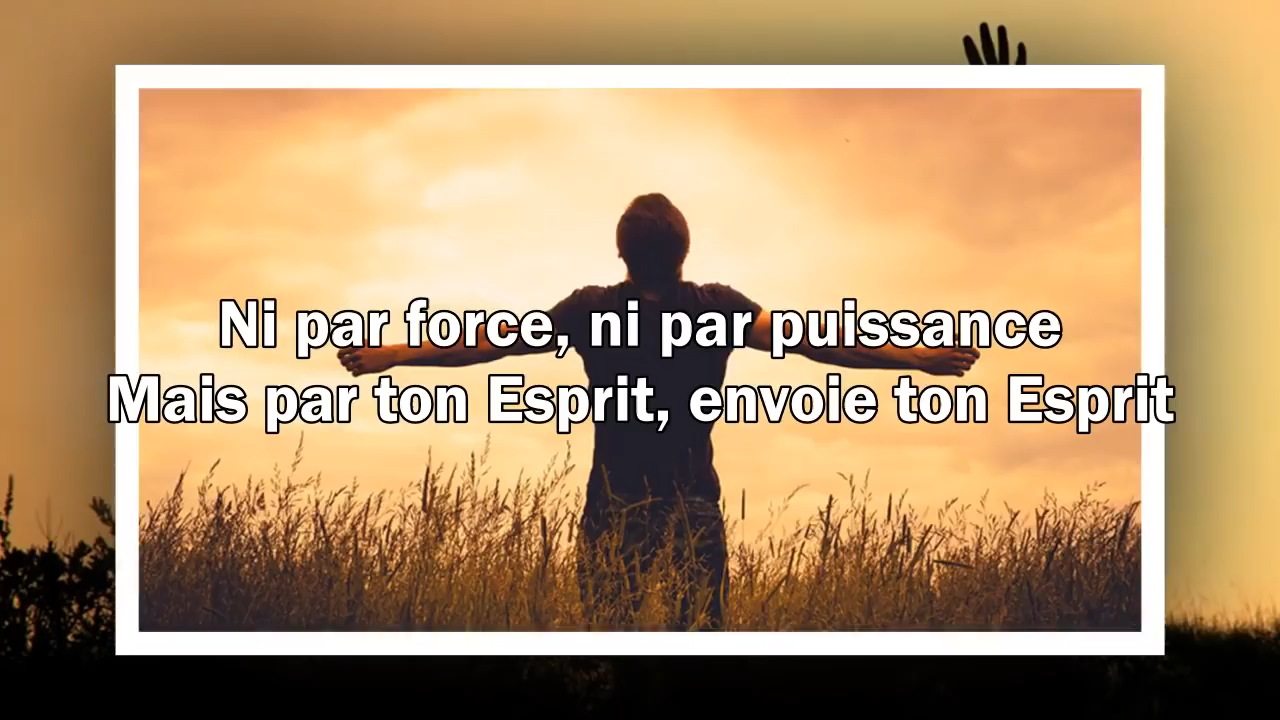 Ni par force, ni par puissance
Mais par ton Esprit, envoie ton Esprit